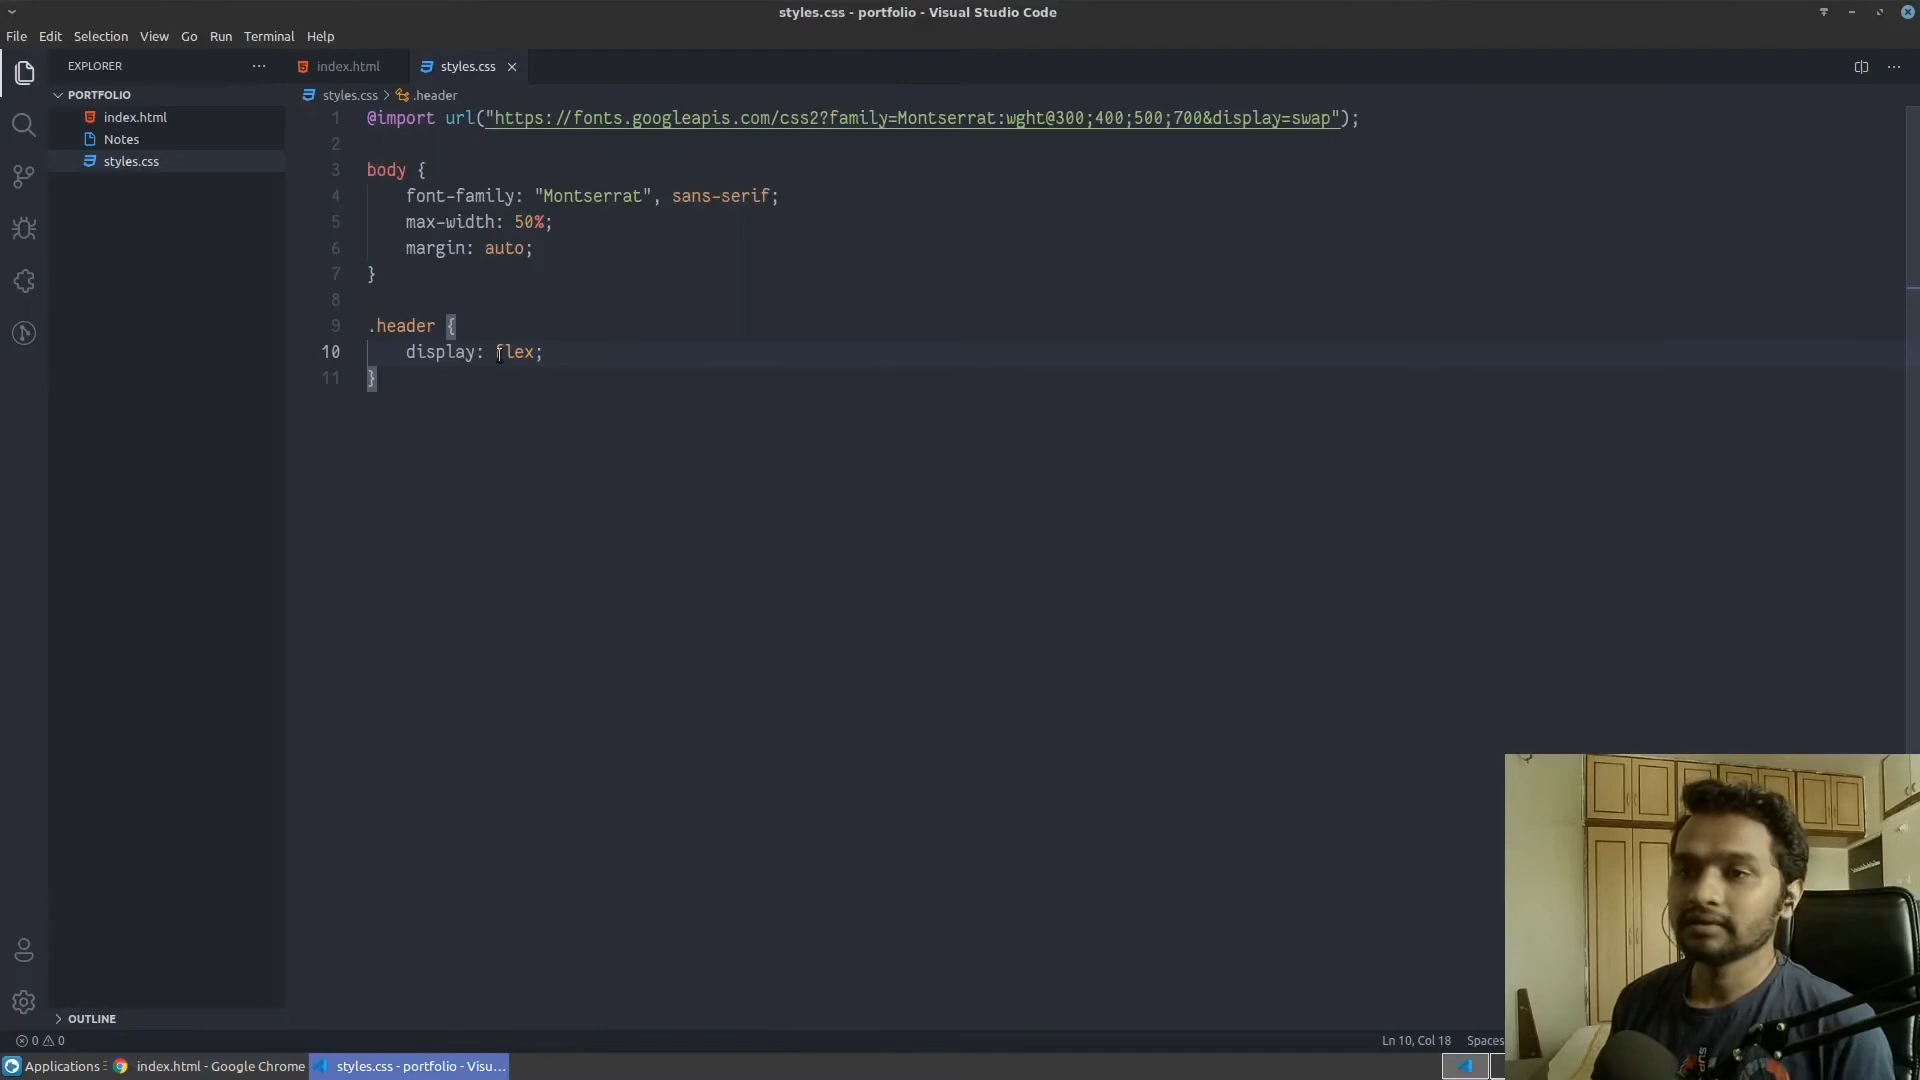 styles.css - portfolio - Visual Studio Code
File Edit Selection View Go Run Terminal Help
EXPLORER
index.html
styles.css
PORTFOLIO
styles.css > .header
index.html
Notes
styles.css
1 @import url("https://fonts.googleapis.com/css2?family=Montserrat:wght@300;400;500;700&display=swap");
2
3 body {
4 font-family: "Montserrat", sans-serif;
5 max-width: 50%;
6 margin: auto;
7 }
8
9 .header {
10 display: flex;
11 }
OUTLINE
0 0
Ln 10, Col 18 Spaces
Applications index.html - Google Chrome styles.css - portfolio - Visu...